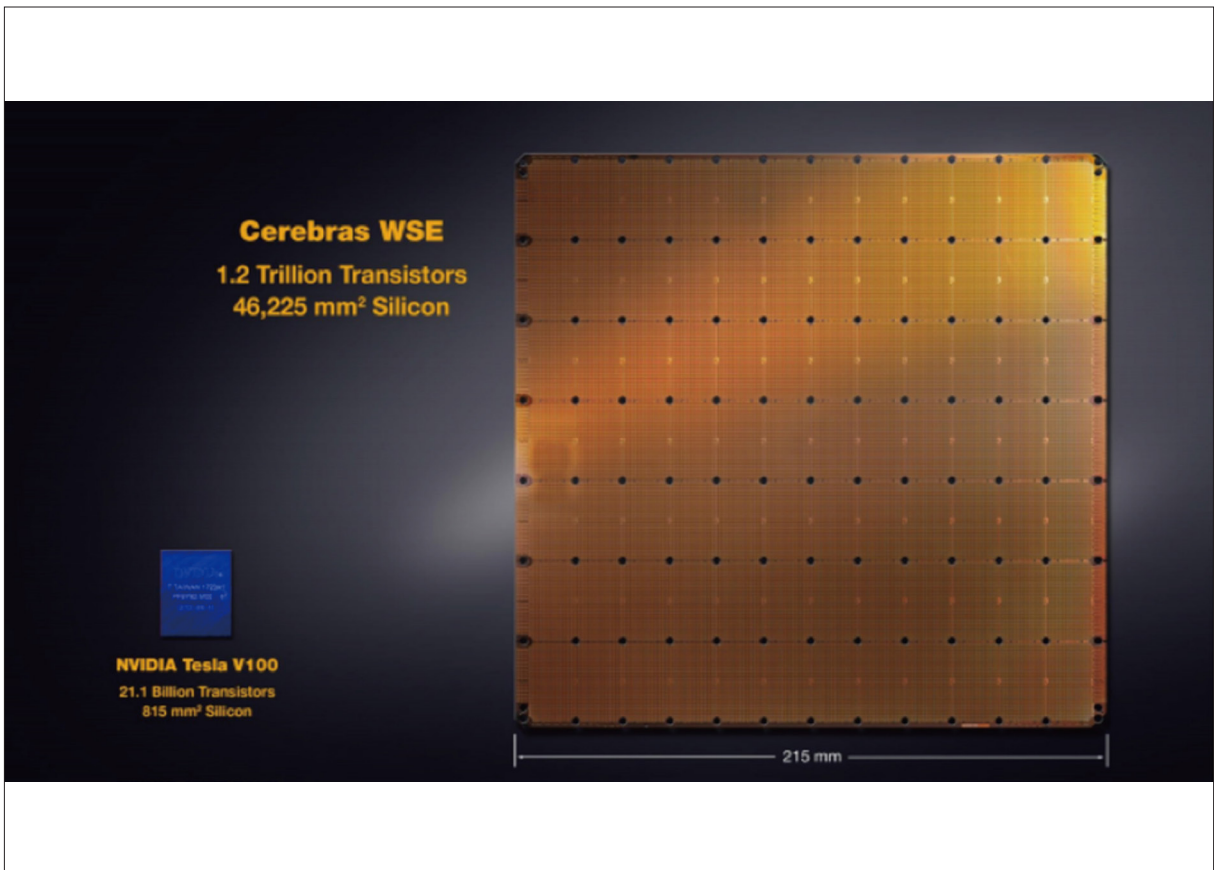 Cerebras WSE
1.2 Trillion Transistors
46,225 mm² Silicon
NVIDIA Tesla V100
21.1 Billion Transistors
815 mm² Silicon
215 mm